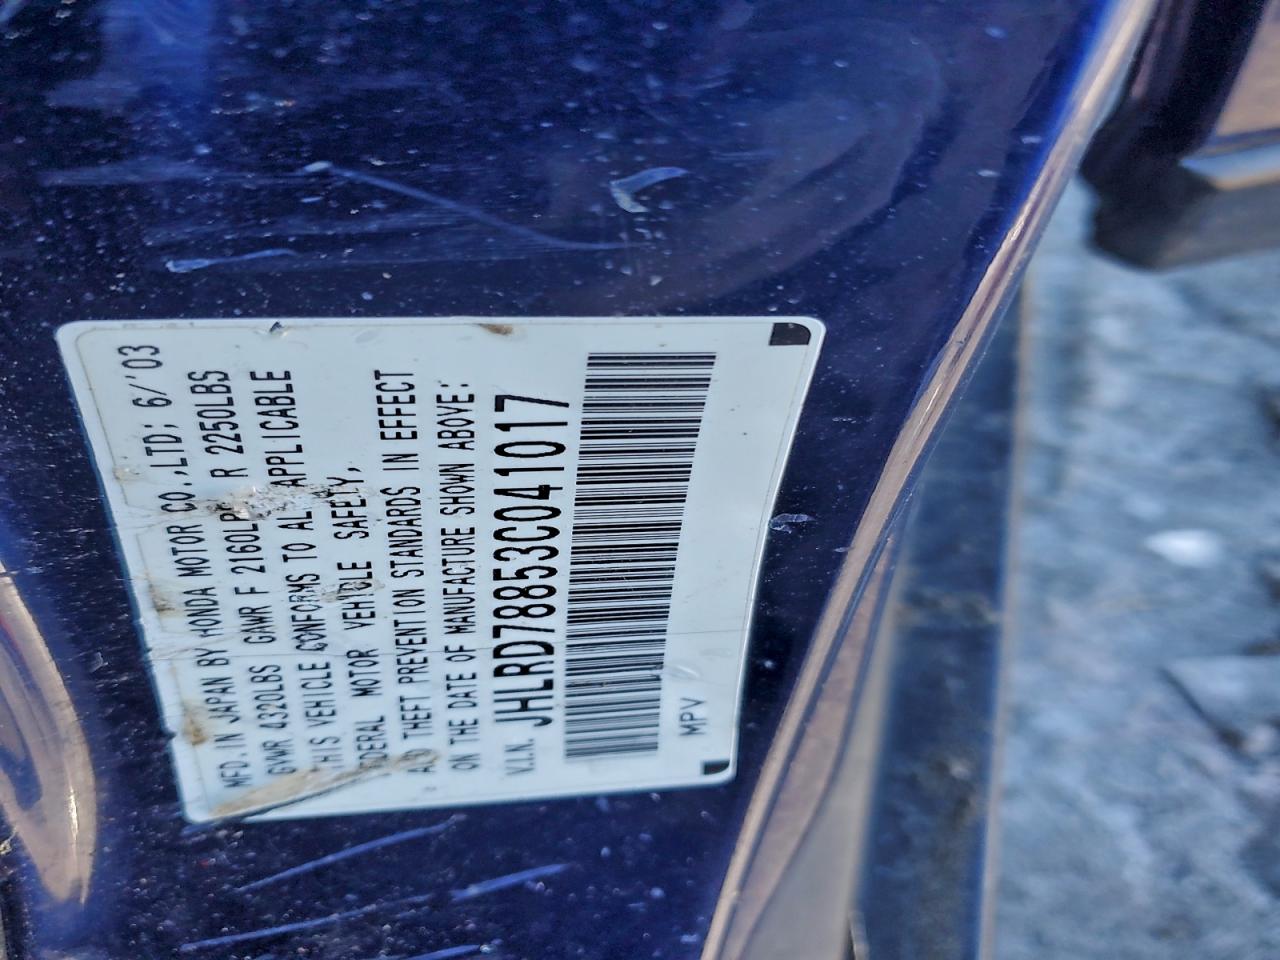 MFD. IN JAPAN BY HONDA MOTOR CO.,LTD; 6/'03
GVWR 4320LBS GAWR F 2160LB R 2250LBS
THIS VEHICLE CONFORMS TO ALL APPLICABLE
FEDERAL MOTOR VEHICLE SAFETY,
AND THEFT PREVENTION STANDARDS IN EFFECT
ON THE DATE OF MANUFACTURE SHOWN ABOVE:
V.I.N. JHLRD78853C041017
MPV